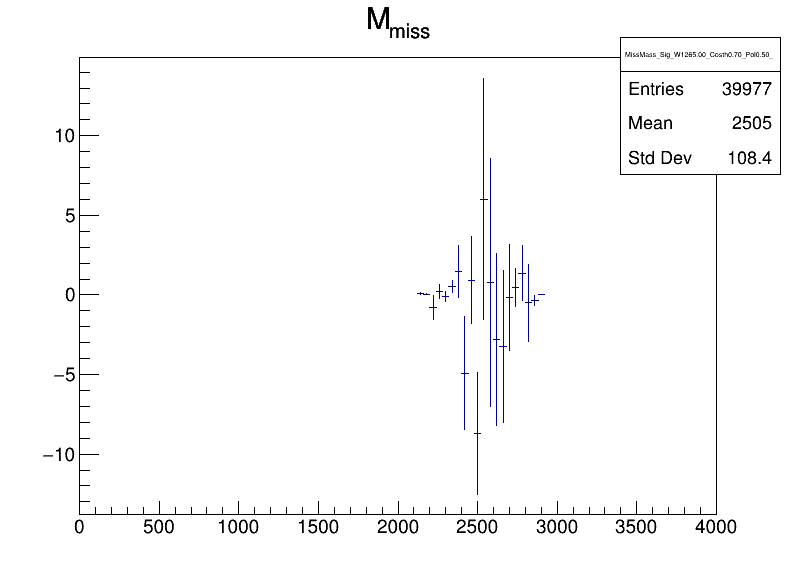 M_miss
MissMass_Sig_W1265.00_Costh0.70_Pol0.50_
Entries 39977
Mean 2505
Std Dev 108.4
10
5
0
−5
−10
0 500 1000 1500 2000 2500 3000 3500 4000